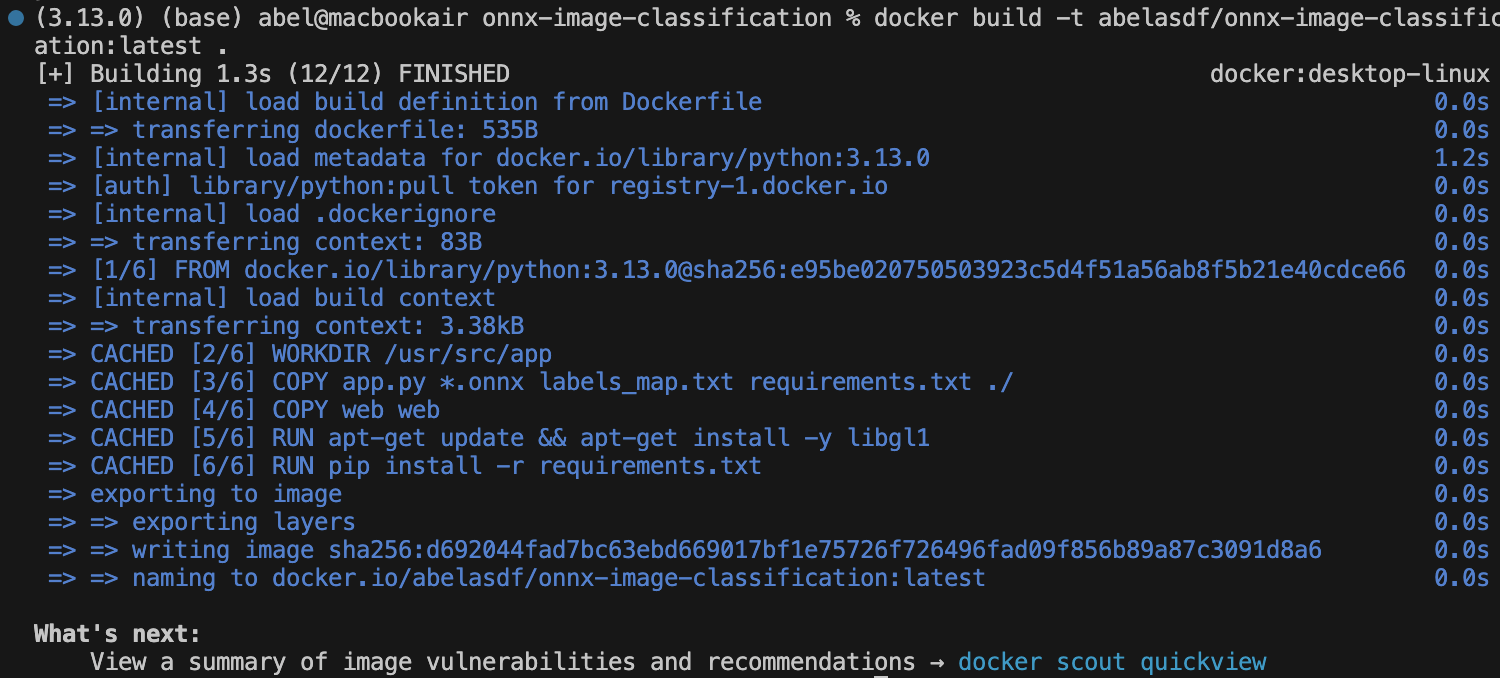 (3.13.0) (base) abel@macbookair onnx-image-classification % docker build -t abelasdf/onnx-image-classific
ation:latest .
[+] Building 1.3s (12/12) FINISHED docker:desktop-linux
=> [internal] load build definition from Dockerfile 0.0s
=> => transferring dockerfile: 535B 0.0s
=> [internal] load metadata for docker.io/library/python:3.13.0 1.2s
=> [auth] library/python:pull token for registry-1.docker.io 0.0s
=> [internal] load .dockerignore 0.0s
=> => transferring context: 83B 0.0s
=> [1/6] FROM docker.io/library/python:3.13.0@sha256:e95be020750503923c5d4f51a56ab8f5b21e40cdce66 0.0s
=> [internal] load build context 0.0s
=> => transferring context: 3.38kB 0.0s
=> CACHED [2/6] WORKDIR /usr/src/app 0.0s
=> CACHED [3/6] COPY app.py *.onnx labels_map.txt requirements.txt ./ 0.0s
=> CACHED [4/6] COPY web web 0.0s
=> CACHED [5/6] RUN apt-get update && apt-get install -y libgl1 0.0s
=> CACHED [6/6] RUN pip install -r requirements.txt 0.0s
=> exporting to image 0.0s
=> => exporting layers 0.0s
=> => writing image sha256:d692044fad7bc63ebd669017bf1e75726f726496fad09f856b89a87c3091d8a6 0.0s
=> => naming to docker.io/abelasdf/onnx-image-classification:latest 0.0s
What's next:
View a summary of image vulnerabilities and recommendations → docker scout quickview